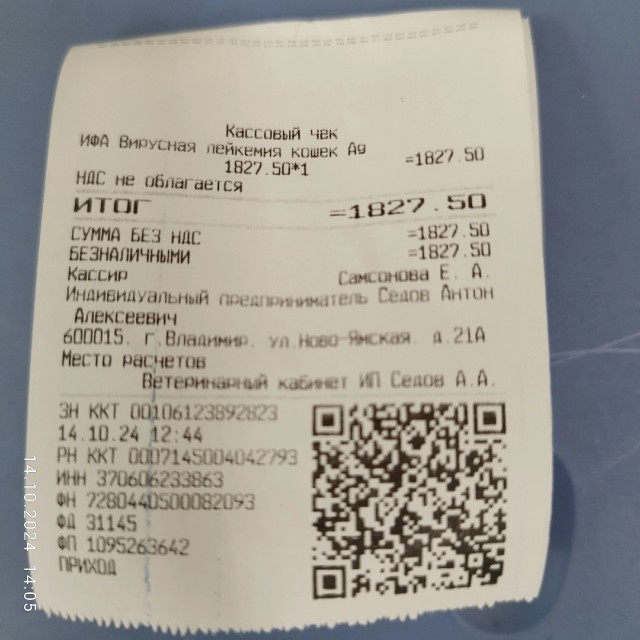 Кассовый чек
ИФА Вирусная лейкемия кошек Ag
1827.50*1 =1827.50
НДС не облагается
ИТОГ =1827.50
СУММА БЕЗ НДС =1827.50
БЕЗНАЛИЧНЫМИ =1827.50
Кассир Самсонова Е. А.
Индивидуальный предприниматель Седов Антон
Алексеевич
600015. г.Владимир. ул.Ново-Ямская. д.21А
Место расчетов
Ветеринарный кабинет ИП Седов А.А.
ЗН ККТ 00106123892823
14.10.24 12:44
РН ККТ 0007145004042793
ИНН 370606233863
ФН 7280440500082093
ФД 31145
ФП 1095263642
ПРИХОД
14.10.2024 14:05